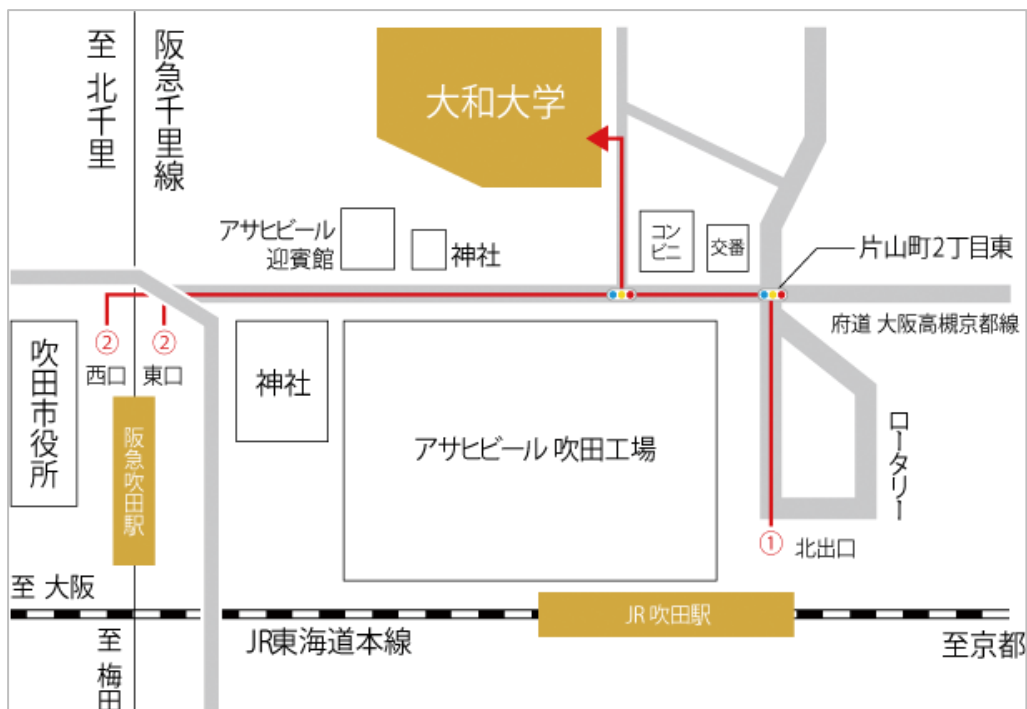 至 北千里
阪急千里線
大和大学
アサヒビール
迎賓館
神社
コン
ビニ
交番
片山町2丁目東
府道 大阪高槻京都線
②
西口
②
東口
吹田市役所
阪急吹田駅
神社
アサヒビール 吹田工場
ロータリー
①
北出口
至 大阪
JR吹田駅
JR東海道本線
至京都
至 梅田